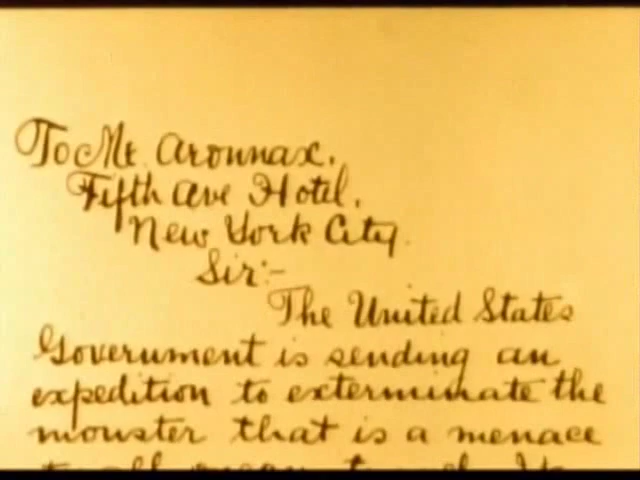 To Mr. Aronnax.
Fifth Ave Hotel.
New York City.
Sir:-
The United States
Government is sending an
expedition to exterminate the
monster that is a menace